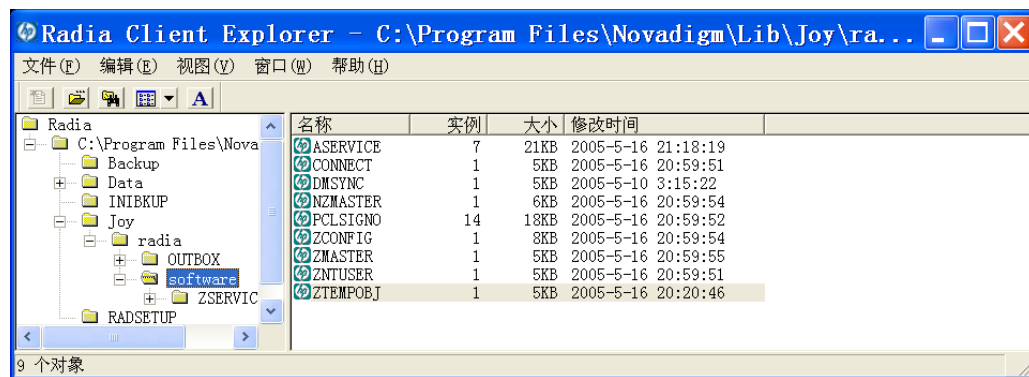 Radia Client Explorer - C:\Program Files\Novadigm\Lib\Joy\ra...
文件(F) 编辑(E) 视图(V) 窗口(W) 帮助(H)
A
Radia
C:\Program Files\Nova
Backup
Data
INIBKUP
Joy
radia
OUTBOX
software
ZSERVIC
RADSETUP
名称 实例 大小 修改时间
ASERVICE 7 21KB 2005-5-16 21:18:19
CONNECT 1 5KB 2005-5-16 20:59:51
DMSYNC 1 5KB 2005-5-10 3:15:22
NZMASTER 1 6KB 2005-5-16 20:59:54
PCLSIGNO 14 18KB 2005-5-16 20:59:52
ZCONFIG 1 8KB 2005-5-16 20:59:54
ZMASTER 1 5KB 2005-5-16 20:59:55
ZNTUSER 1 5KB 2005-5-16 20:59:51
ZTEMPOBJ 1 5KB 2005-5-16 20:20:46
9 个对象